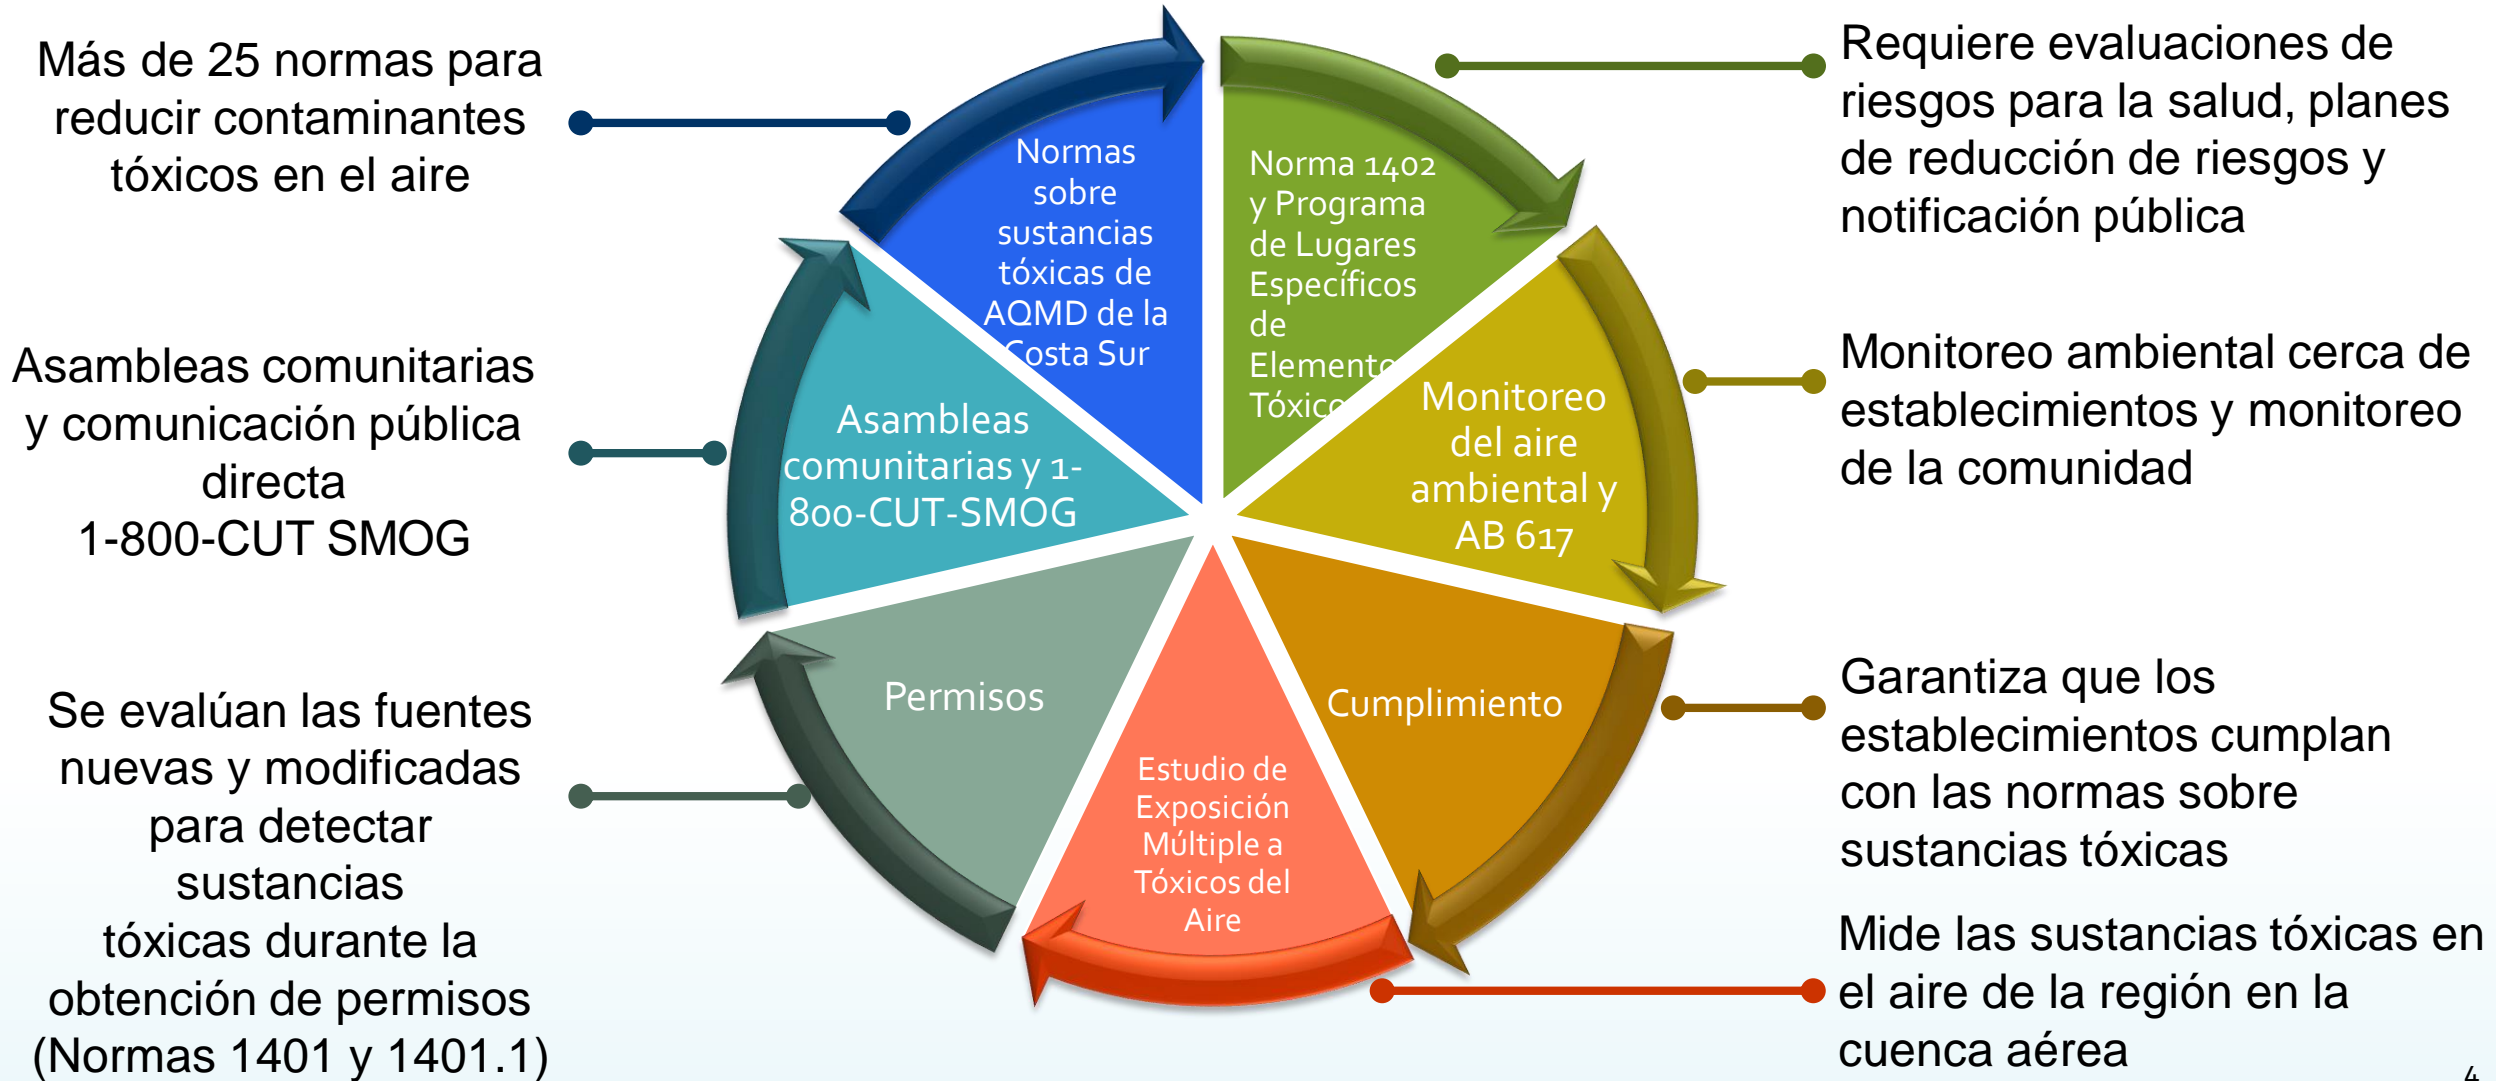 Más de 25 normas para
reducir contaminantes
tóxicos en el aire
Asambleas comunitarias
y comunicación pública
directa
1-800-CUT SMOG
Se evalúan las fuentes
nuevas y modificadas
para detectar
sustancias
tóxicas durante la
obtención de permisos
(Normas 1401 y 1401.1)
Normas
sobre
sustancias
tóxicas de
AQMD de la
Costa Sur
Norma 1402
y Programa
de Lugares
Específicos
de
Elemento
Tóxico
Asambleas
comunitarias y 1-
800-CUT-SMOG
Monitoreo
del aire
ambiental y
AB 617
Permisos
Cumplimiento
Estudio de
Exposición
Múltiple a
Tóxicos del
Aire
Requiere evaluaciones de
riesgos para la salud, planes
de reducción de riesgos y
notificación pública
Monitoreo ambiental cerca de
establecimientos y monitoreo
de la comunidad
Garantiza que los
establecimientos cumplan
con las normas sobre
sustancias tóxicas
Mide las sustancias tóxicas en
el aire de la región en la
cuenca aérea
4